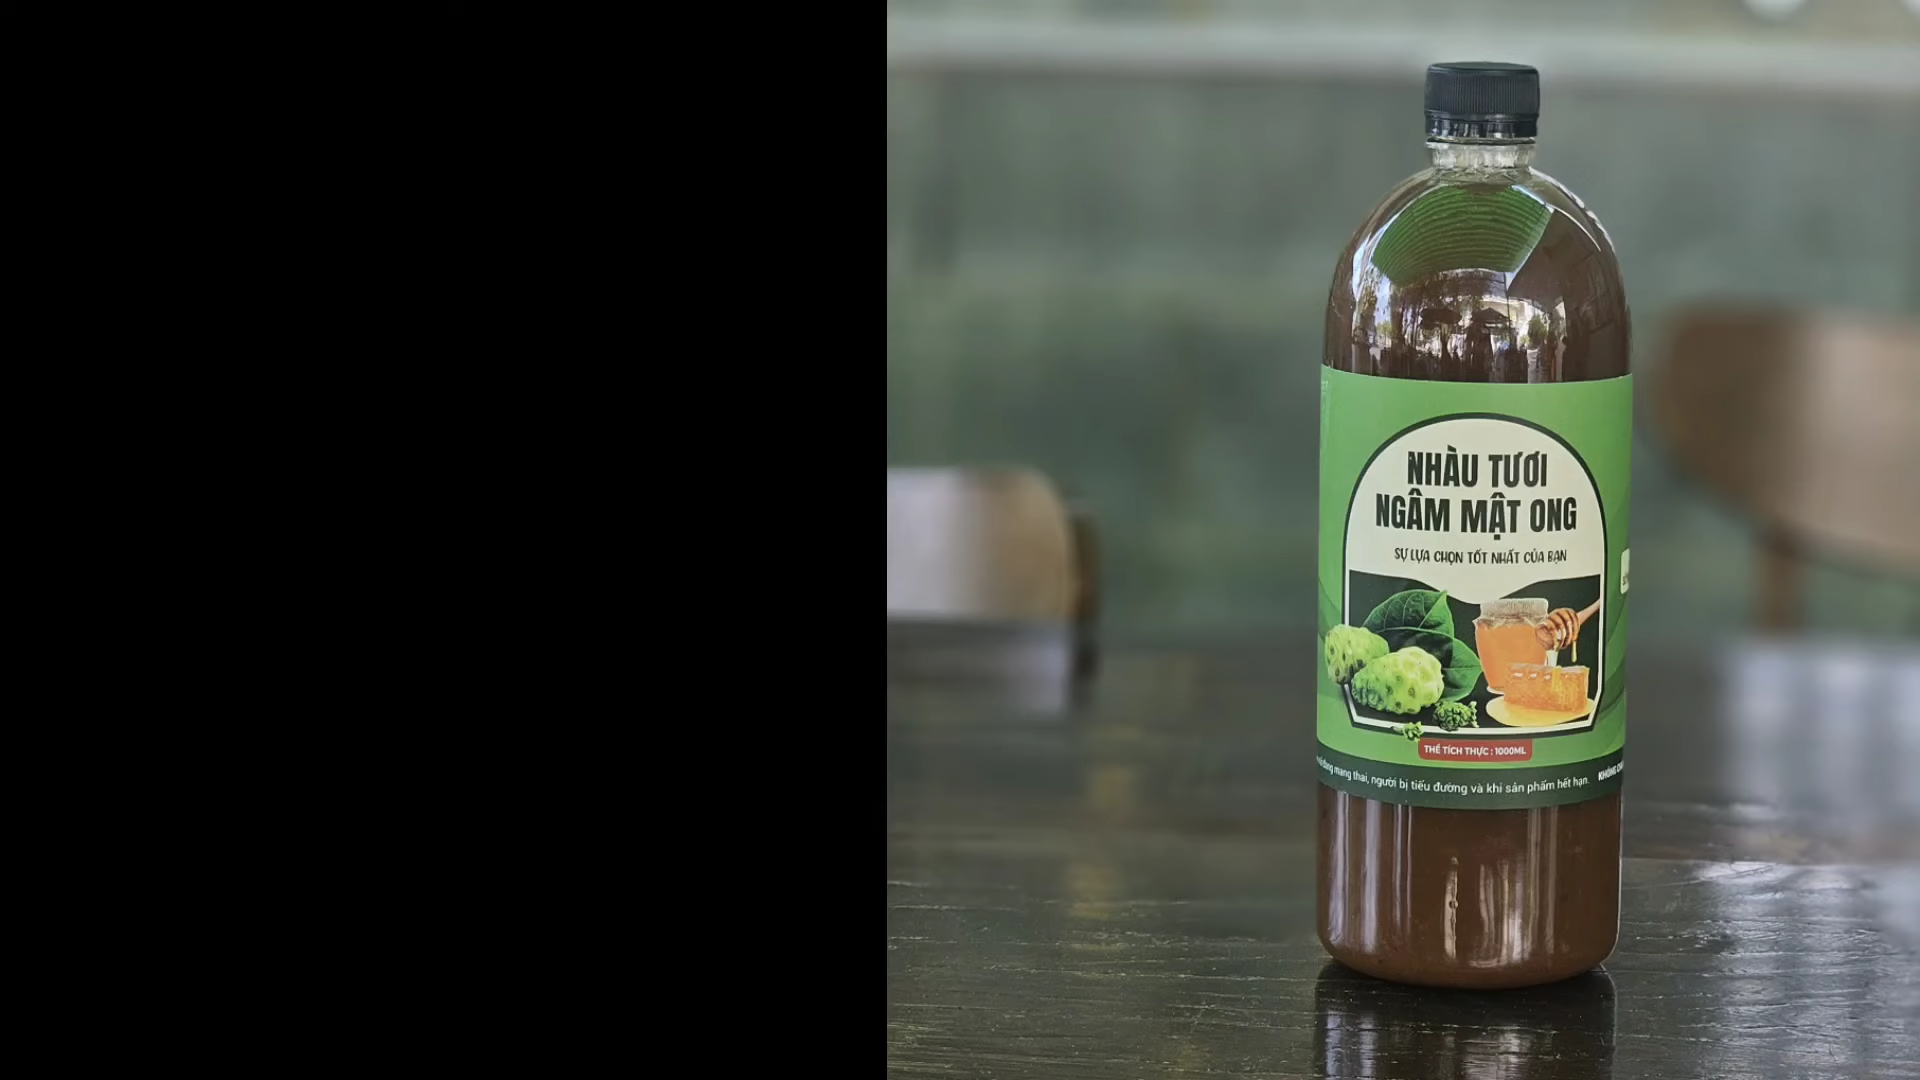 NHÀU TƯƠI
NGÂM MẬT ONG
SỰ LỰA CHỌN TỐT NHẤT CỦA BẠN
THỂ TÍCH THỰC : 1000ML
mang thai, người bị tiểu đường và khi sản phẩm hết hạn. KHÔNG